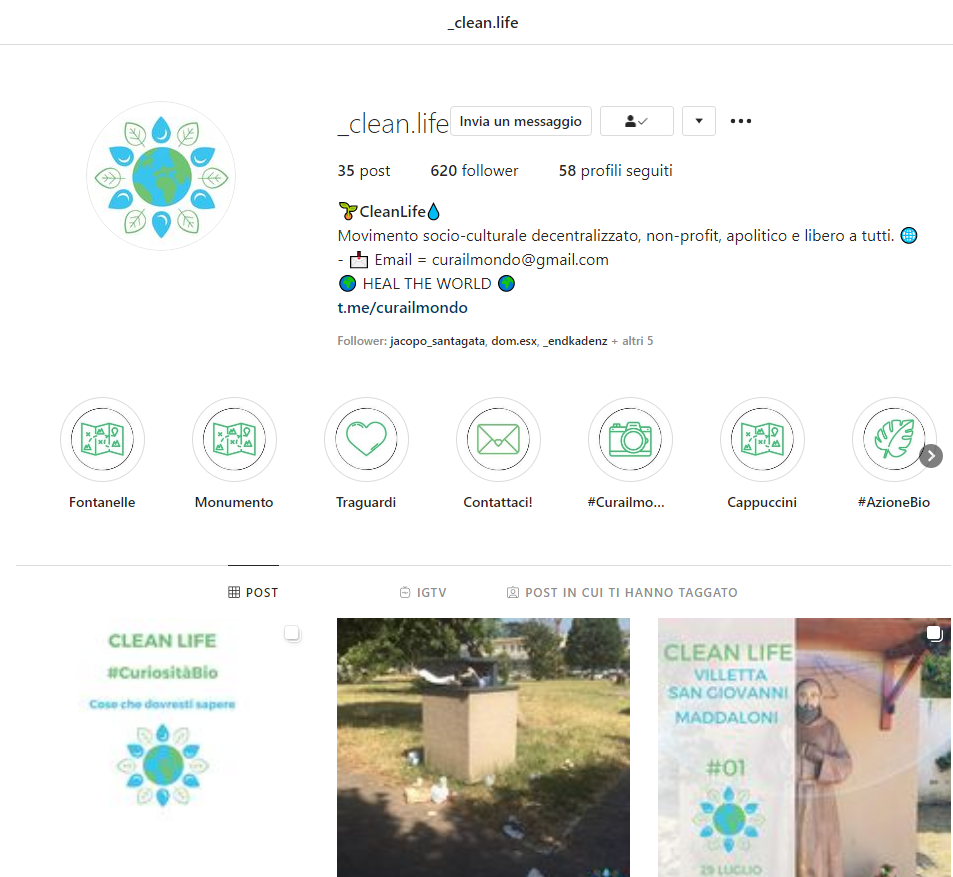 _clean.life
_clean.life Invia un messaggio
35 post 620 follower 58 profili seguiti
CleanLife
Movimento socio-culturale decentralizzato, non-profit, apolitico e libero a tutti.
- Email = curailmondo@gmail.com
HEAL THE WORLD
t.me/curailmondo
Follower: jacopo_santagata, dom.esx, _endkadenz + altri 5
Fontanelle Monumento Traguardi Contattaci! #Curailmo... Cappuccini #AzioneBio
POST IGTV POST IN CUI TI HANNO TAGGATO
CLEAN LIFE
#CuriositàBio
Cose che dovresti sapere
CLEAN LIFE
VILLETTA
SAN GIOVANNI
MADDALONI
#01
29 LUGLIO